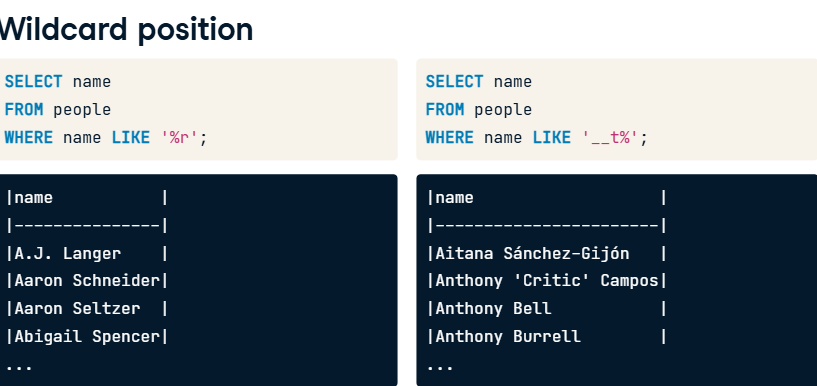 Wildcard position
SELECT name
FROM people
WHERE name LIKE '%r';
|name           |
|---------------|
|A.J. Langer    |
|Aaron Schneider|
|Aaron Seltzer  |
|Abigail Spencer|
...
SELECT name
FROM people
WHERE name LIKE '__t%';
|name                   |
|-----------------------|
|Aitana Sánchez-Gijón   |
|Anthony 'Critic' Campos|
|Anthony Bell           |
|Anthony Burrell        |
...